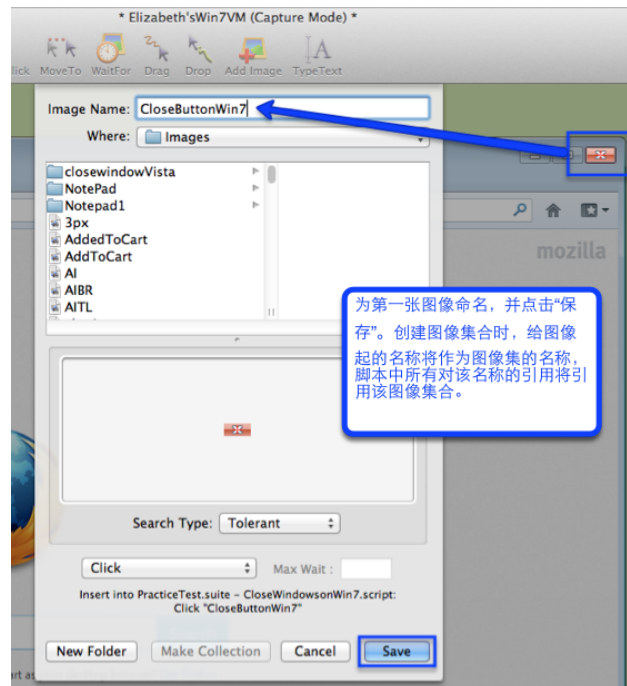 * Elizabeth'sWin7VM (Capture Mode) *
lick MoveTo WaitFor Drag Drop Add Image TypeText
Image Name: CloseButtonWin7
Where: Images
closewindowVista
NotePad
Notepad1
3px
AddedToCart
AddToCart
AI
AIBR
AITL
mozilla
为第一张图像命名，并点击“保
存”。创建图像集合时，给图像
起的名称将作为图像集的名称，
脚本中所有对该名称的引用将引
用该图像集合。
Search Type: Tolerant
Click Max Wait :
Insert into PracticeTest.suite - CloseWindowsonWin7.script:
Click "CloseButtonWin7"
New Folder Make Collection Cancel Save
rt as